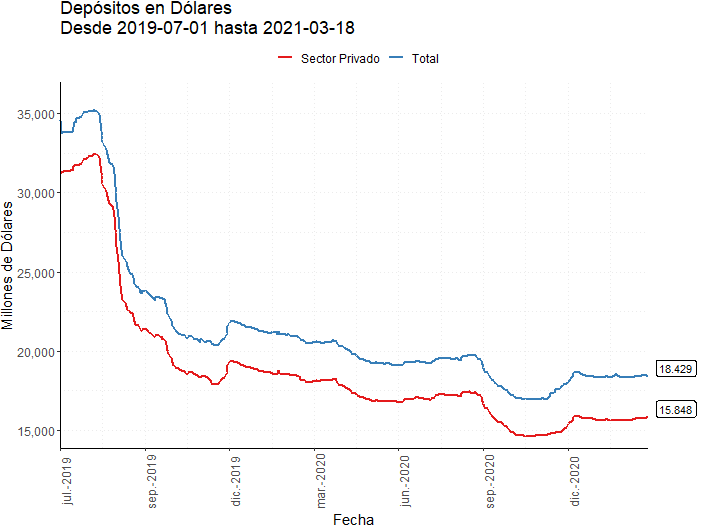 Depósitos en Dólares
Desde 2019-07-01 hasta 2021-03-18
Sector Privado
Total
Millones de Dólares
35,000
30,000
25,000
20,000
15,000
18.429
15.848
jul.-2019
sep.-2019
dic.-2019
mar.-2020
jun.-2020
sep.-2020
dic.-2020
Fecha